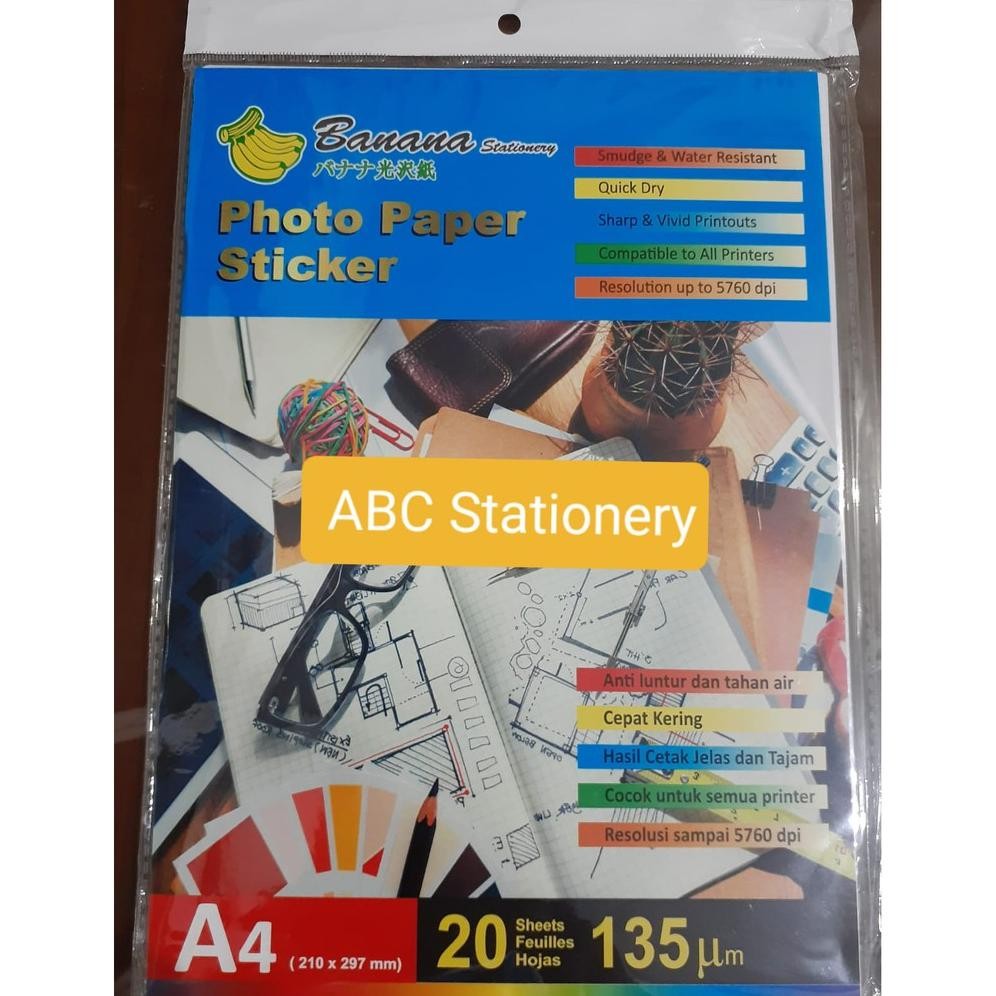 Banana Stationery
バナナ光沢紙
Photo Paper
Sticker
Smudge & Water Resistant
Quick Dry
Sharp & Vivid Printouts
Compatible to All Printers
Resolution up to 5760 dpi
ABC Stationery
Anti luntur dan tahan air
Cepat Kering
Hasil Cetak Jelas dan Tajam
Cocok untuk semua printer
Resolusi sampai 5760 dpi
A4 (210 x 297 mm)
20 Sheets
Feuilles
Hojas
135 μm